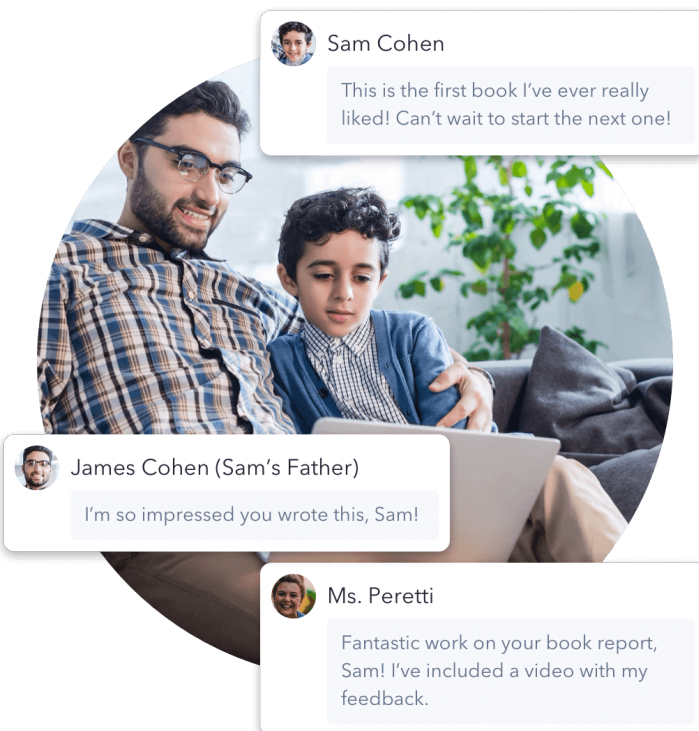 Sam Cohen
This is the first book I’ve ever really
liked! Can’t wait to start the next one!
James Cohen (Sam’s Father)
I’m so impressed you wrote this, Sam!
Ms. Peretti
Fantastic work on your book report,
Sam! I’ve included a video with my
feedback.